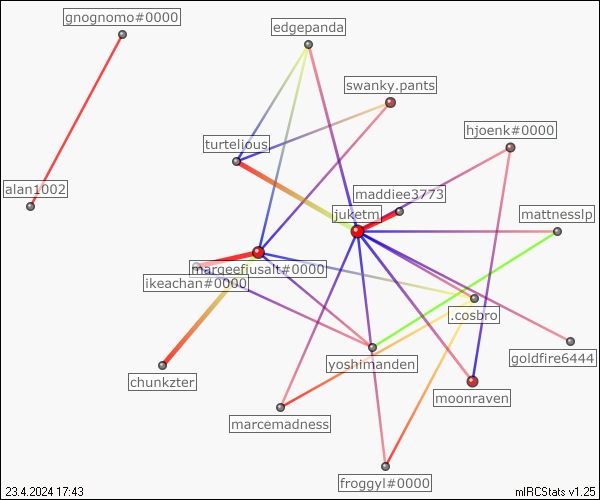 gnognomo#0000
edgepanda
swanky.pants
hjoenk#0000
turtelious
alan1002
maddiee3773
juketm
mattnesslp
marqeefiusalt#0000
ikeachan#0000
.cosbro
goldfire6444
yoshimanden
chunkzter
moonraven
marcemadness
froggyl#0000
23.4.2024 17:43
mIRCStats v1.25